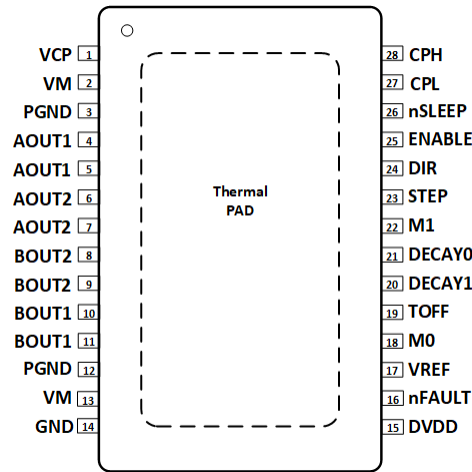 VCP 1 28 CPH
VM 2 27 CPL
PGND 3 26 nSLEEP
AOUT1 4 25 ENABLE
AOUT1 5 24 DIR
AOUT2 6 23 STEP
AOUT2 7 22 M1
BOUT2 8 21 DECAY0
BOUT2 9 20 DECAY1
BOUT1 10 19 TOFF
BOUT1 11 18 M0
PGND 12 17 VREF
VM 13 16 nFAULT
GND 14 15 DVDD
Thermal
PAD